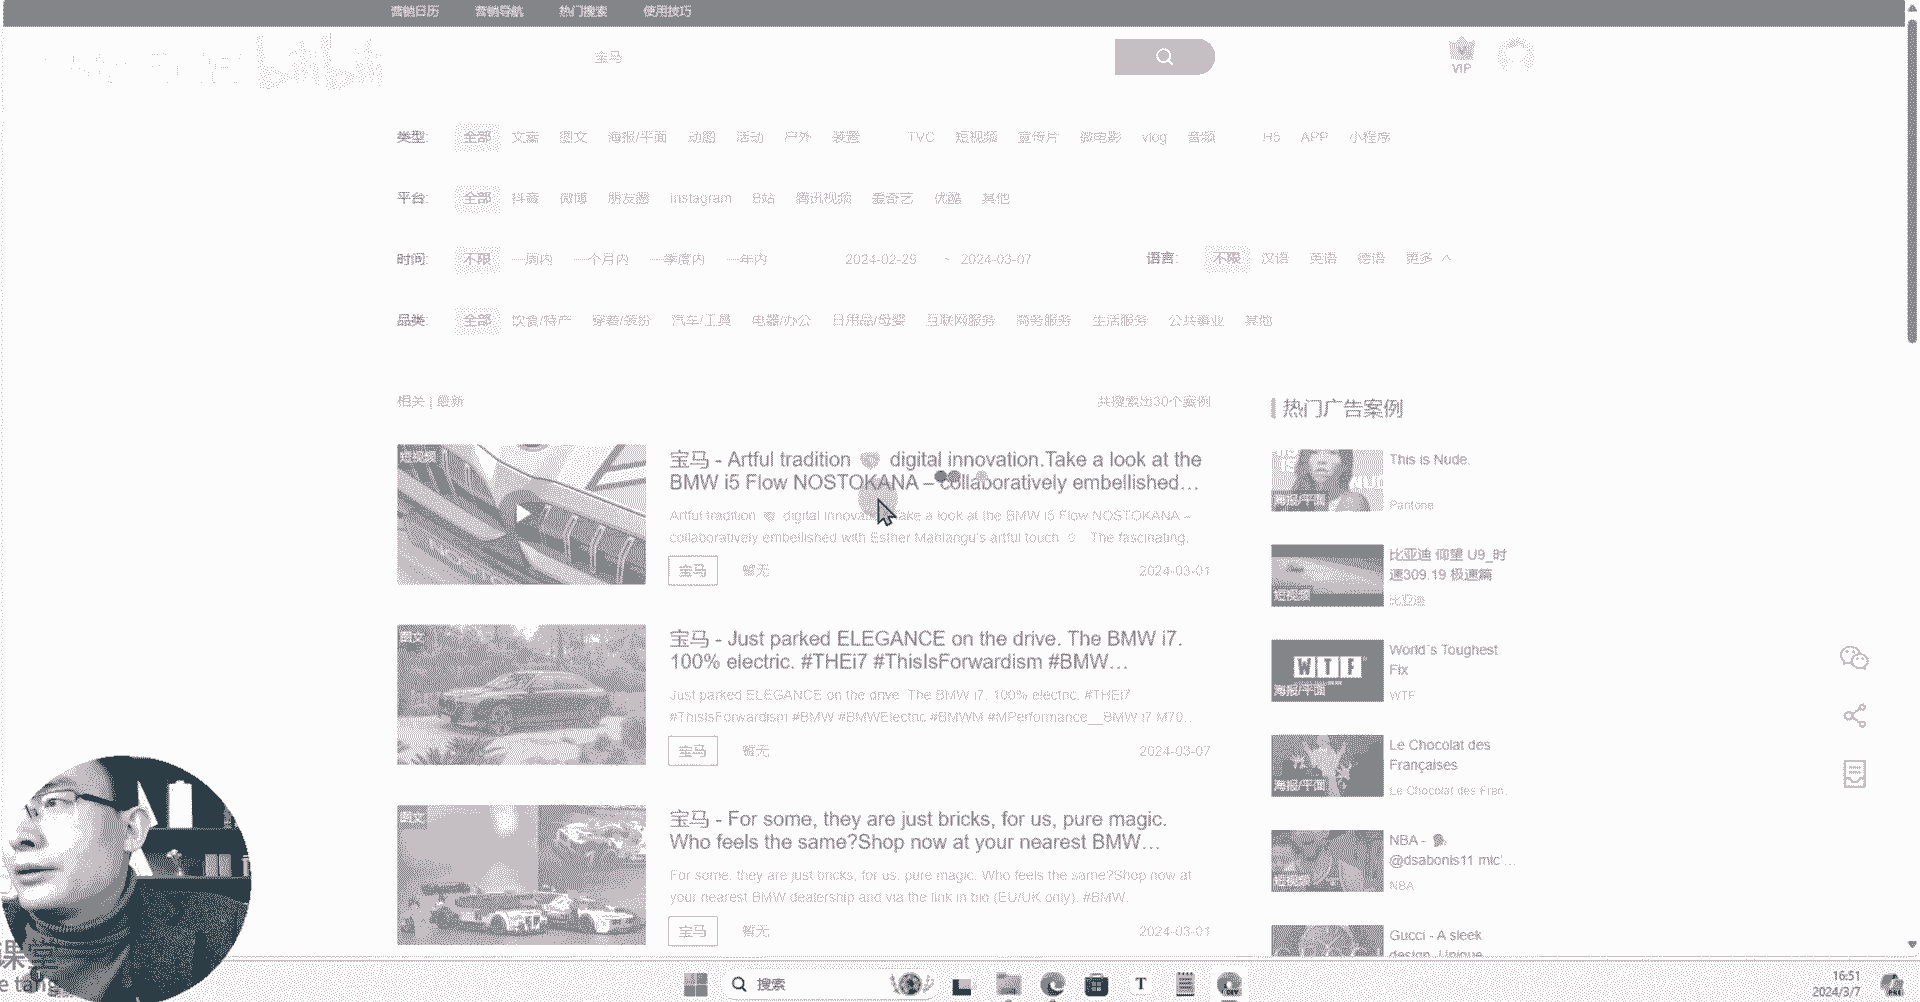 营销日历 营销导航 热门搜索 使用技巧
bilibili
宝马
VIP
类型: 全部 文案 图文 海报/平面 动图 活动 户外 装置 TVC 短视频 宣传片 微电影 vlog 音频 H5 APP 小程序
平台: 全部 抖音 微博 朋友圈 Instagram B站 腾讯视频 爱奇艺 优酷 其他
时间: 不限 一周内 一个月内 一季度内 一年内 2024-02-29 ~ 2024-03-07 语言: 不限 汉语 英语 德语 更多
品类: 全部 饮食/特产 穿着/装扮 汽车/工具 电器/办公 日用品/母婴 互联网服务 商务服务 生活服务 公共事业 其他
相关 | 最新 共搜索出30个案例
短视频
宝马 - Artful tradition digital innovation.Take a look at the
BMW i5 Flow NOSTOKANA – collaboratively embellished…
Artful tradition digital innovation. Take a look at the BMW i5 Flow NOSTOKANA –
collaboratively embellished with Esther Mahlangu's artful touch The fascinating.
宝马 暂无 2024-03-01
图文
宝马 - Just parked ELEGANCE on the drive. The BMW i7.
100% electric. #THEi7 #ThisIsForwardism #BMW…
Just parked ELEGANCE on the drive. The BMW i7. 100% electric. #THEi7
#ThisIsForwardism #BMW #BMWElectric #BMWM #MPerformance__BMW i7 M70..
宝马 暂无 2024-03-07
图文
宝马 - For some, they are just bricks, for us, pure magic.
Who feels the same?Shop now at your nearest BMW…
For some, they are just bricks, for us, pure magic. Who feels the same?Shop now at
your nearest BMW dealership and via the link in bio (EU/UK only). #BMW.
宝马 暂无 2024-03-01
热门广告案例
海报/平面
This is Nude.
Pantone
短视频
比亚迪 仰望 U9_时
速309.19 极速篇
比亚迪
WTF
海报/平面
World`s Toughest
Fix
WTF
海报/平面
Le Chocolat des
Françaises
Le Chocolat des Fran.
短视频
NBA -
@dsabonis11 mic'…
NBA
Gucci - A sleek
design. Unique
课堂
e tang
搜索
T
16:51
2024/3/7